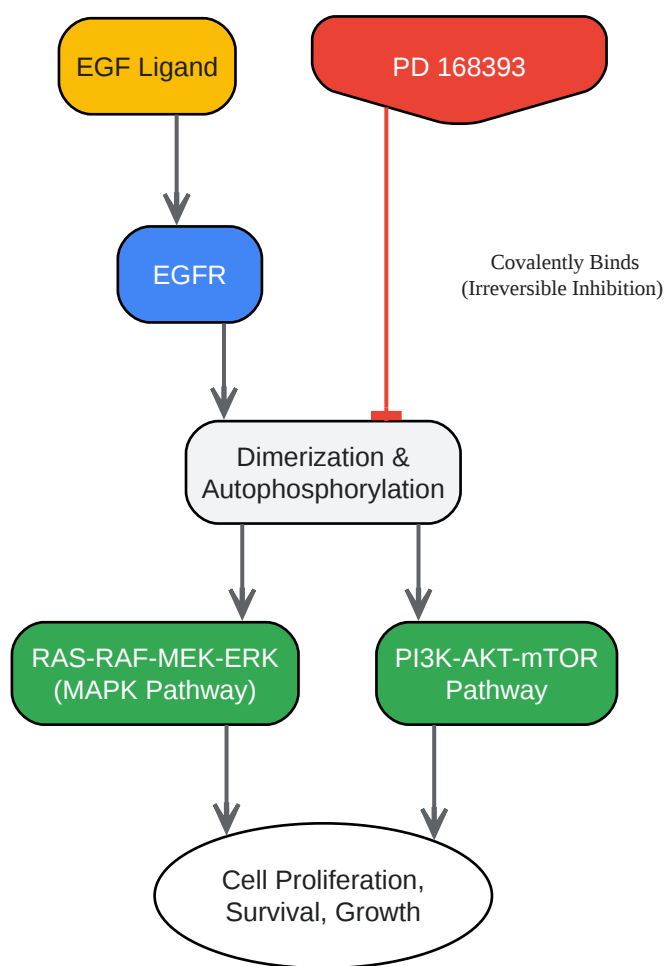 EGF Ligand
PD 168393
EGFR
Covalently Binds
(Irreversible Inhibition)
Dimerization &
Autophosphorylation
RAS-RAF-MEK-ERK
(MAPK Pathway)
PI3K-AKT-mTOR
Pathway
Cell Proliferation,
Survival, Growth